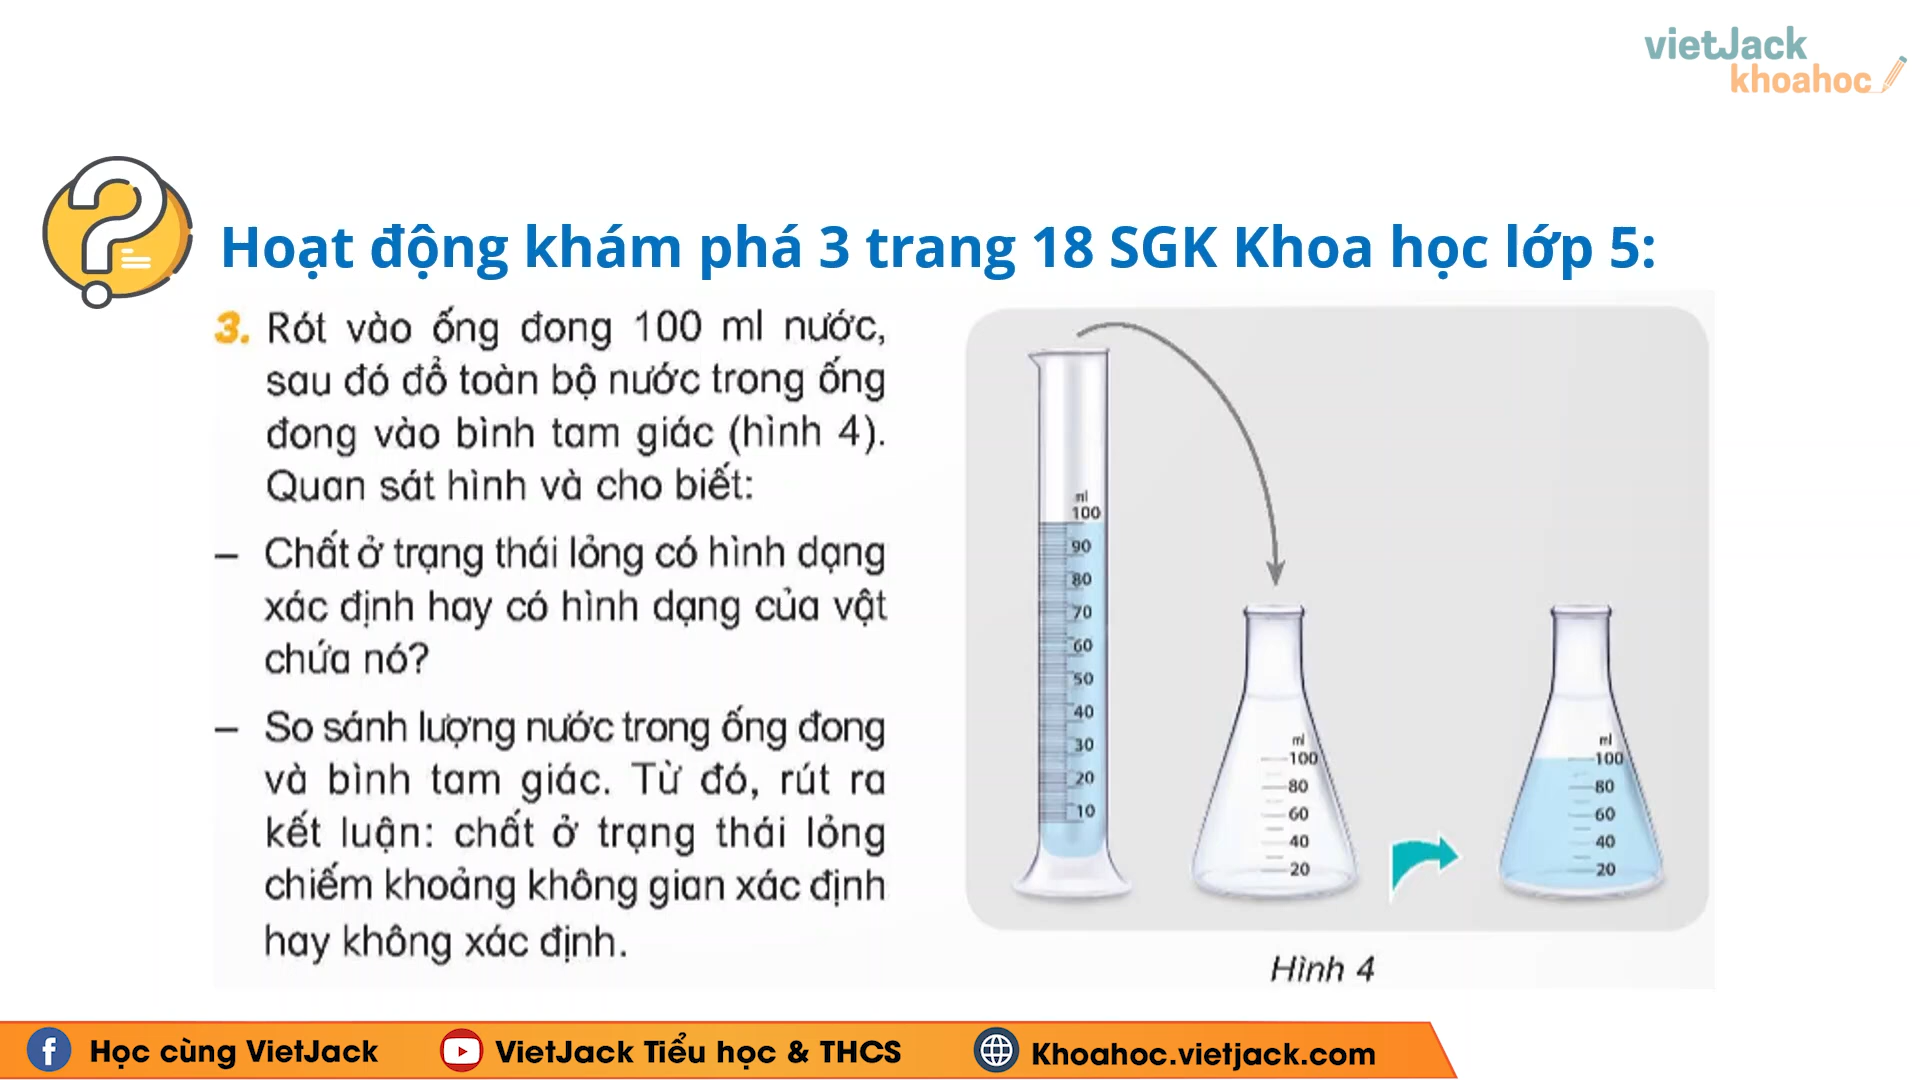 vietJack
khoahoc
Hoạt động khám phá 3 trang 18 SGK Khoa học lớp 5:
3. Rót vào ống đong 100 ml nước,
sau đó đổ toàn bộ nước trong ống
đong vào bình tam giác (hình 4).
Quan sát hình và cho biết:
– Chất ở trạng thái lỏng có hình dạng
xác định hay có hình dạng của vật
chứa nó?
– So sánh lượng nước trong ống đong
và bình tam giác. Từ đó, rút ra
kết luận: chất ở trạng thái lỏng
chiếm khoảng không gian xác định
hay không xác định.
ml
100
90
80
70
60
50
40
30
20
10
ml
100
80
60
40
20
ml
100
80
60
40
20
Hình 4
Học cùng VietJack
VietJack Tiểu học & THCS
Khoahoc.vietjack.com